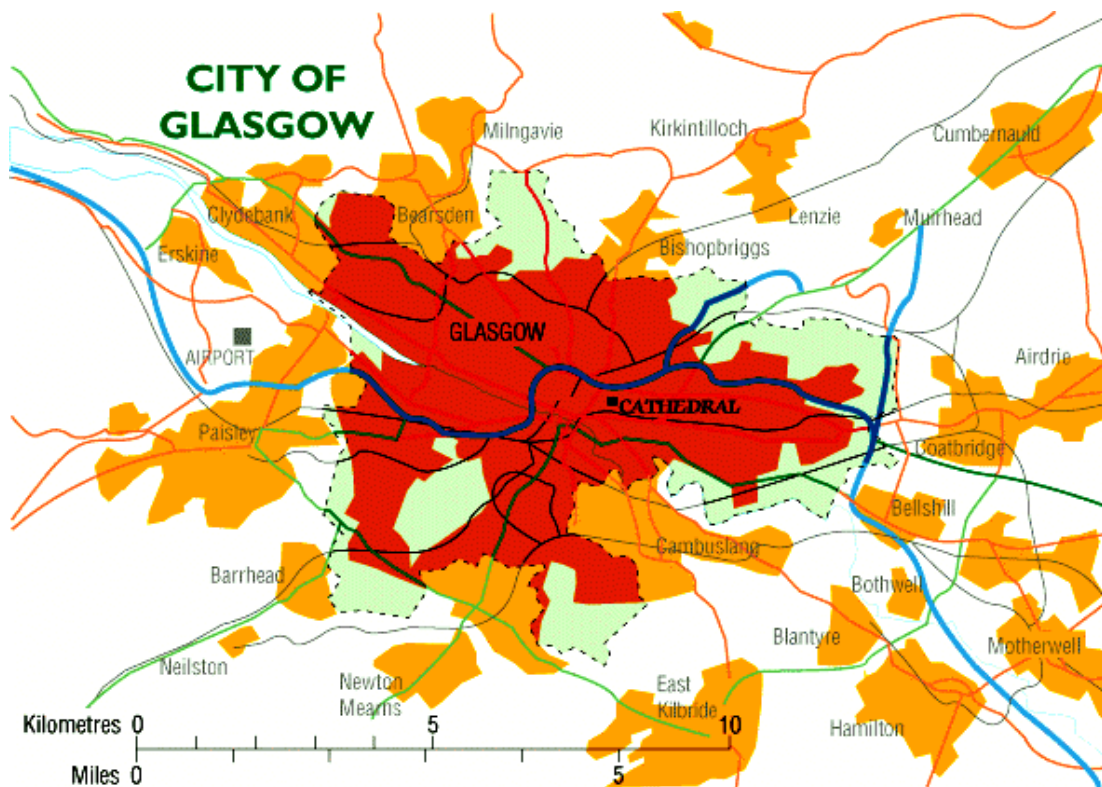 CITY OF
GLASGOW
Milngavie
Kirkintilloch
Cumbernauld
Clydebank
Bearsden
Lenzie
Muirhead
Erskine
Bishopbriggs
GLASGOW
AIRPORT
Airdrie
CATHEDRAL
Paisley
Coatbridge
Bellshill
Cambuslang
Barrhead
Bothwell
Blantyre
Motherwell
Neilston
Newton
Mearns
East
Kilbride
Hamilton
Kilometres 0 5 10
Miles 0 5